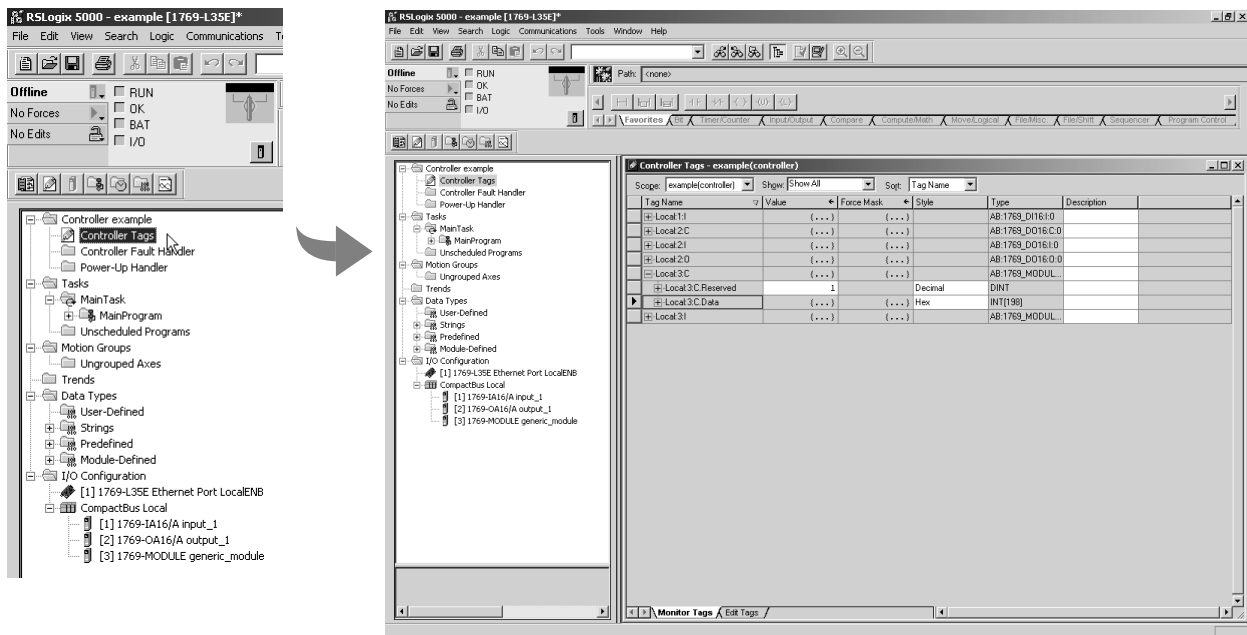 RSLogix 5000 - example [1769-L35E]*
File Edit View Search Logic Communications
Offline
RUN
No Forces
OK
BAT
No Edits
I/O
Controller example
Controller Tags
Controller Fault Handler
Power-Up Handler
Tasks
MainTask
MainProgram
Unscheduled Programs
Motion Groups
Ungrouped Axes
Trends
Data Types
User-Defined
Strings
Predefined
Module-Defined
I/O Configuration
[1] 1769-L35E Ethernet Port LocalENB
CompactBus Local
[1] 1769-IA16/A input_1
[2] 1769-OA16/A output_1
[3] 1769-MODULE generic_module
RSLogix 5000 - example [1769-L35E]*
File Edit View Search Logic Communications Tools Window Help
Offline
RUN
No Forces
OK
BAT
No Edits
I/O
Path: <none>
Favorites Bit Timer/Counter Input/Output Compare Compute/Math Move/Logical File/Misc. File/Shift Sequencer Program Control
Controller example
Controller Tags
Controller Fault Handler
Power-Up Handler
Tasks
MainTask
MainProgram
Unscheduled Programs
Motion Groups
Ungrouped Axes
Trends
Data Types
User-Defined
Strings
Predefined
Module-Defined
I/O Configuration
[1] 1769-L35E Ethernet Port LocalENB
CompactBus Local
[1] 1769-IA16/A input_1
[2] 1769-OA16/A output_1
[3] 1769-MODULE generic_module
Controller Tags - example(controller)
Scope: example(controller) Show: Show All Sort: Tag Name
Tag Name Value Force Mask Style Type Description
Local:1:I {...} {...} AB:1769_DI16:I:0
Local:2:C {...} {...} AB:1769_DO16:C:0
Local:2:I {...} {...} AB:1769_DO16:I:0
Local:2:O {...} {...} AB:1769_DO16:O:0
Local:3:C {...} {...} AB:1769_MODUL...
Local:3:C.Reserved 1 Decimal DINT
Local:3:C.Data {...} {...} Hex INT[198]
Local:3:I {...} {...} AB:1769_MODUL...
Monitor Tags Edit Tags